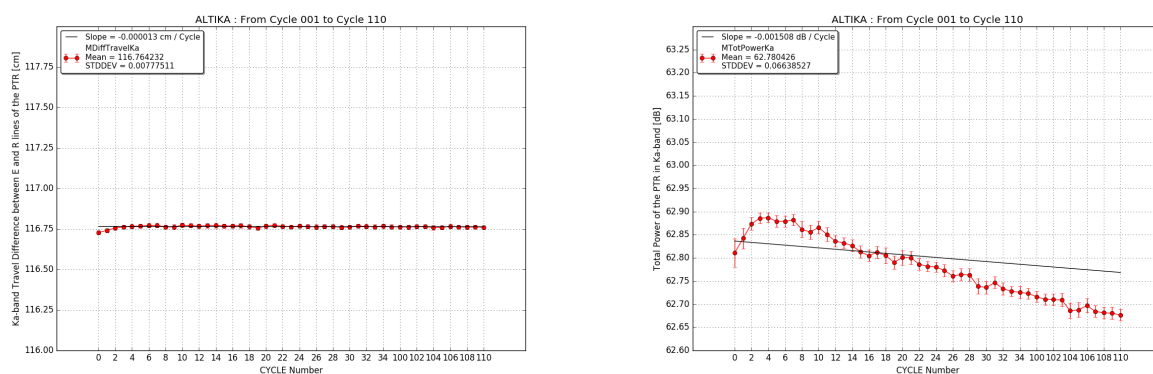 ALTIKA : From Cycle 001 to Cycle 110
Slope = -0.000013 cm / Cycle
MDiffTravelKa
Mean = 116.764232
STDDEV = 0.00777511
Ka-band Travel Difference between E and R lines of the PTR [cm]
117.75
117.50
117.25
117.00
116.75
116.50
116.25
116.00
0 2 4 6 8 10 12 14 16 18 20 22 24 26 28 30 32 34 100 102 104 106 108 110
CYCLE Number
ALTIKA : From Cycle 001 to Cycle 110
Slope = -0.001508 dB / Cycle
MTotPowerKa
Mean = 62.780426
STDDEV = 0.06638527
Total Power of the PTR in Ka-band [dB]
63.25
63.20
63.15
63.10
63.05
63.00
62.95
62.90
62.85
62.80
62.75
62.70
62.65
62.60
0 2 4 6 8 10 12 14 16 18 20 22 24 26 28 30 32 34 100 102 104 106 108 110
CYCLE Number